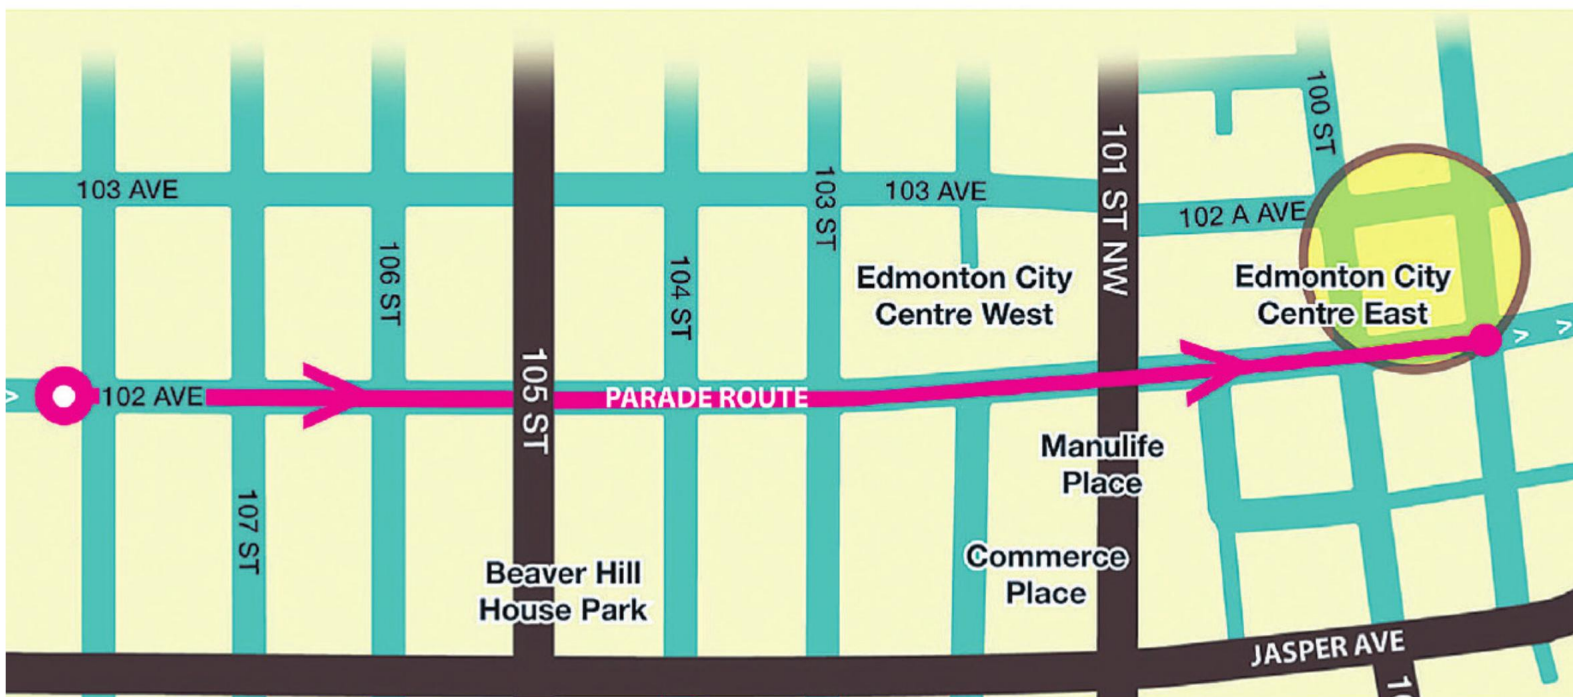 100 ST
101 ST NW
103 AVE
103 ST
103 AVE
102 A AVE
106 ST
104 ST
Edmonton City
Centre West
Edmonton City
Centre East
>
102 AVE
105 ST
PARADE ROUTE
> >
Manulife
Place
107 ST
Beaver Hill
House Park
Commerce
Place
JASPER AVE